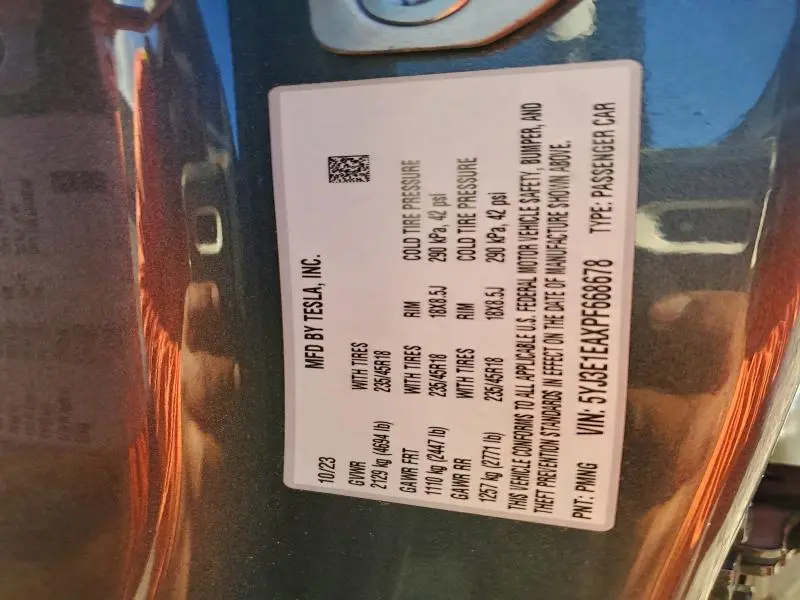 MFD BY TESLA, INC.
10/23
GVWR WITH TIRES
2129 kg (4694 lb) 235/45R18
GAWR FRT WITH TIRES RIM COLD TIRE PRESSURE
1110 kg (2447 lb) 235/45R18 18X8.5J 290 kPa, 42 psi
GAWR RR WITH TIRES RIM COLD TIRE PRESSURE
1257 kg (2771 lb) 235/45R18 18X8.5J 290 kPa, 42 psi
THIS VEHICLE CONFORMS TO ALL APPLICABLE U.S. FEDERAL MOTOR VEHICLE SAFETY, BUMPER, AND
THEFT PREVENTION STANDARDS IN EFFECT ON THE DATE OF MANUFACTURE SHOWN ABOVE.
PNT: PMNG VIN: 5YJ3E1EAXPF668678 TYPE: PASSENGER CAR